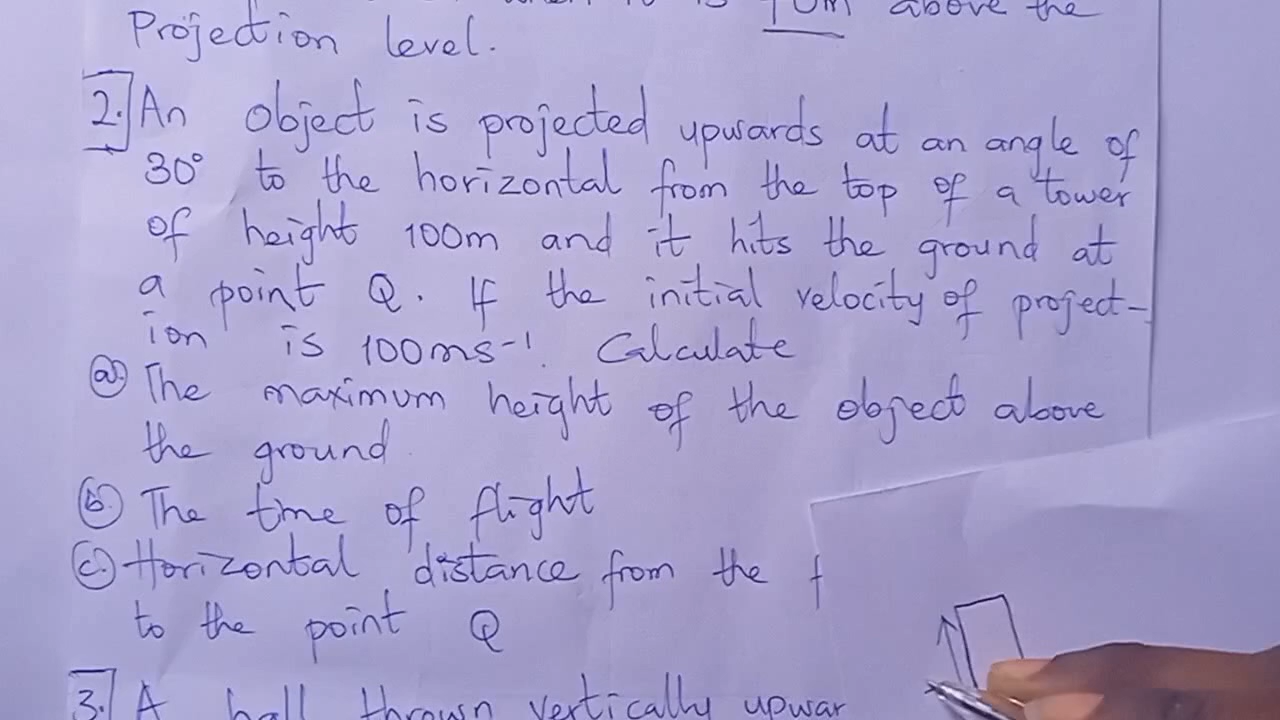 above the
Projection level.
2. An object is projected upwards at an angle of
30° to the horizontal from the top of a tower
of height 100m and it hits the ground at
a point Q. If the initial velocity of project-
ion is 100ms⁻¹. Calculate
a. The maximum height of the object above
the ground
b. The time of flight
c. Horizontal distance from the
to the point Q
3. A ball thrown vertically upwar